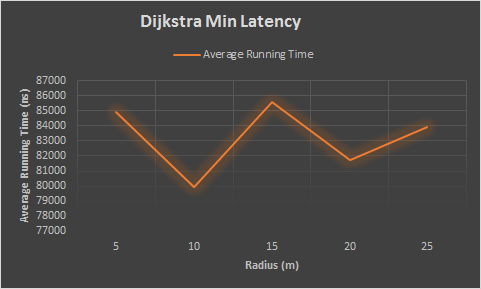 Dijkstra Min Latency
Average Running Time
Average Running Time (ns)
87000
86000
85000
84000
83000
82000
81000
80000
79000
78000
77000
5 10 15 20 25
Radius (m)